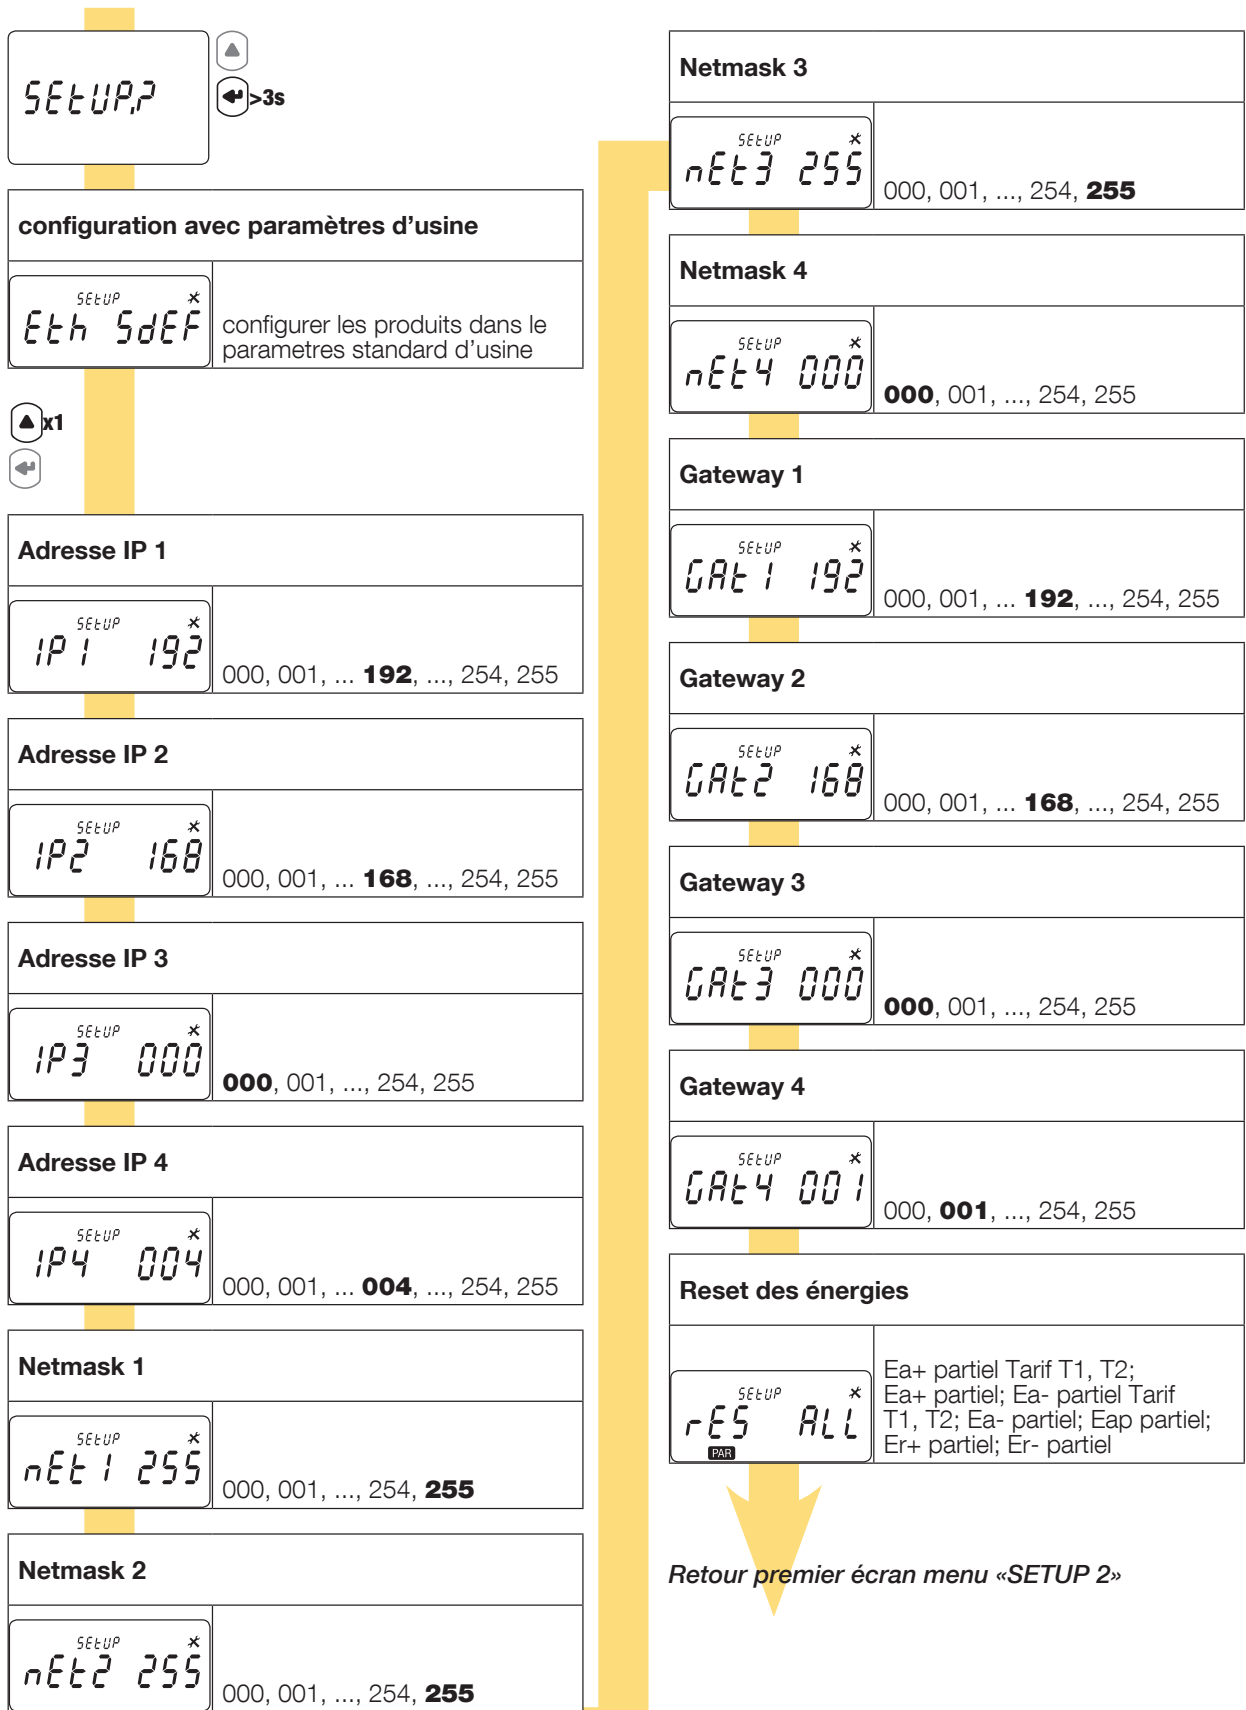 SEtUP,?
>3s
configuration avec paramètres d’usine
SEtUP
Eth SdEF
configurer les produits dans le
parametres standard d’usine
x1
Adresse IP 1
SEtUP
IP1 192
000, 001, ... 192, ..., 254, 255
Adresse IP 2
SEtUP
IP2 168
000, 001, ... 168, ..., 254, 255
Adresse IP 3
SEtUP
IP3 000
000, 001, ..., 254, 255
Adresse IP 4
SEtUP
IP4 004
000, 001, ... 004, ..., 254, 255
Netmask 1
SEtUP
nEt1 255
000, 001, ..., 254, 255
Netmask 2
SEtUP
nEt2 255
000, 001, ..., 254, 255
Netmask 3
SEtUP
nEt3 255
000, 001, ..., 254, 255
Netmask 4
SEtUP
nEt4 000
000, 001, ..., 254, 255
Gateway 1
SEtUP
GAt1 192
000, 001, ... 192, ..., 254, 255
Gateway 2
SEtUP
GAt2 168
000, 001, ... 168, ..., 254, 255
Gateway 3
SEtUP
GAt3 000
000, 001, ..., 254, 255
Gateway 4
SEtUP
GAt4 001
000, 001, ..., 254, 255
Reset des énergies
SEtUP
rES ALL
PAR
Ea+ partiel Tarif T1, T2;
Ea+ partiel; Ea- partiel Tarif
T1, T2; Ea- partiel; Eap partiel;
Er+ partiel; Er- partiel
Retour premier écran menu «SETUP 2»